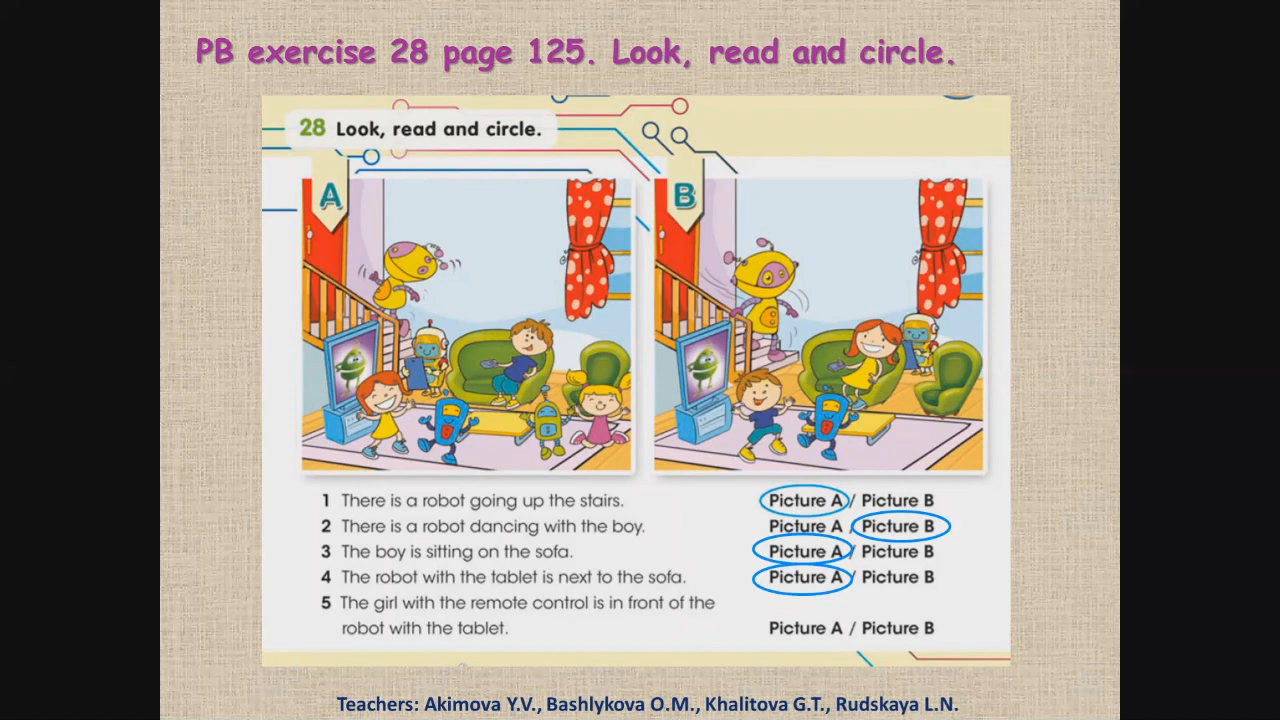 PB exercise 28 page 125. Look, read and circle.
28 Look, read and circle.
A
B
1 There is a robot going up the stairs. Picture A / Picture B
2 There is a robot dancing with the boy. Picture A / Picture B
3 The boy is sitting on the sofa. Picture A / Picture B
4 The robot with the tablet is next to the sofa. Picture A / Picture B
5 The girl with the remote control is in front of the
robot with the tablet. Picture A / Picture B
Teachers: Akimova Y.V., Bashlykova O.M., Khalitova G.T., Rudskaya L.N.